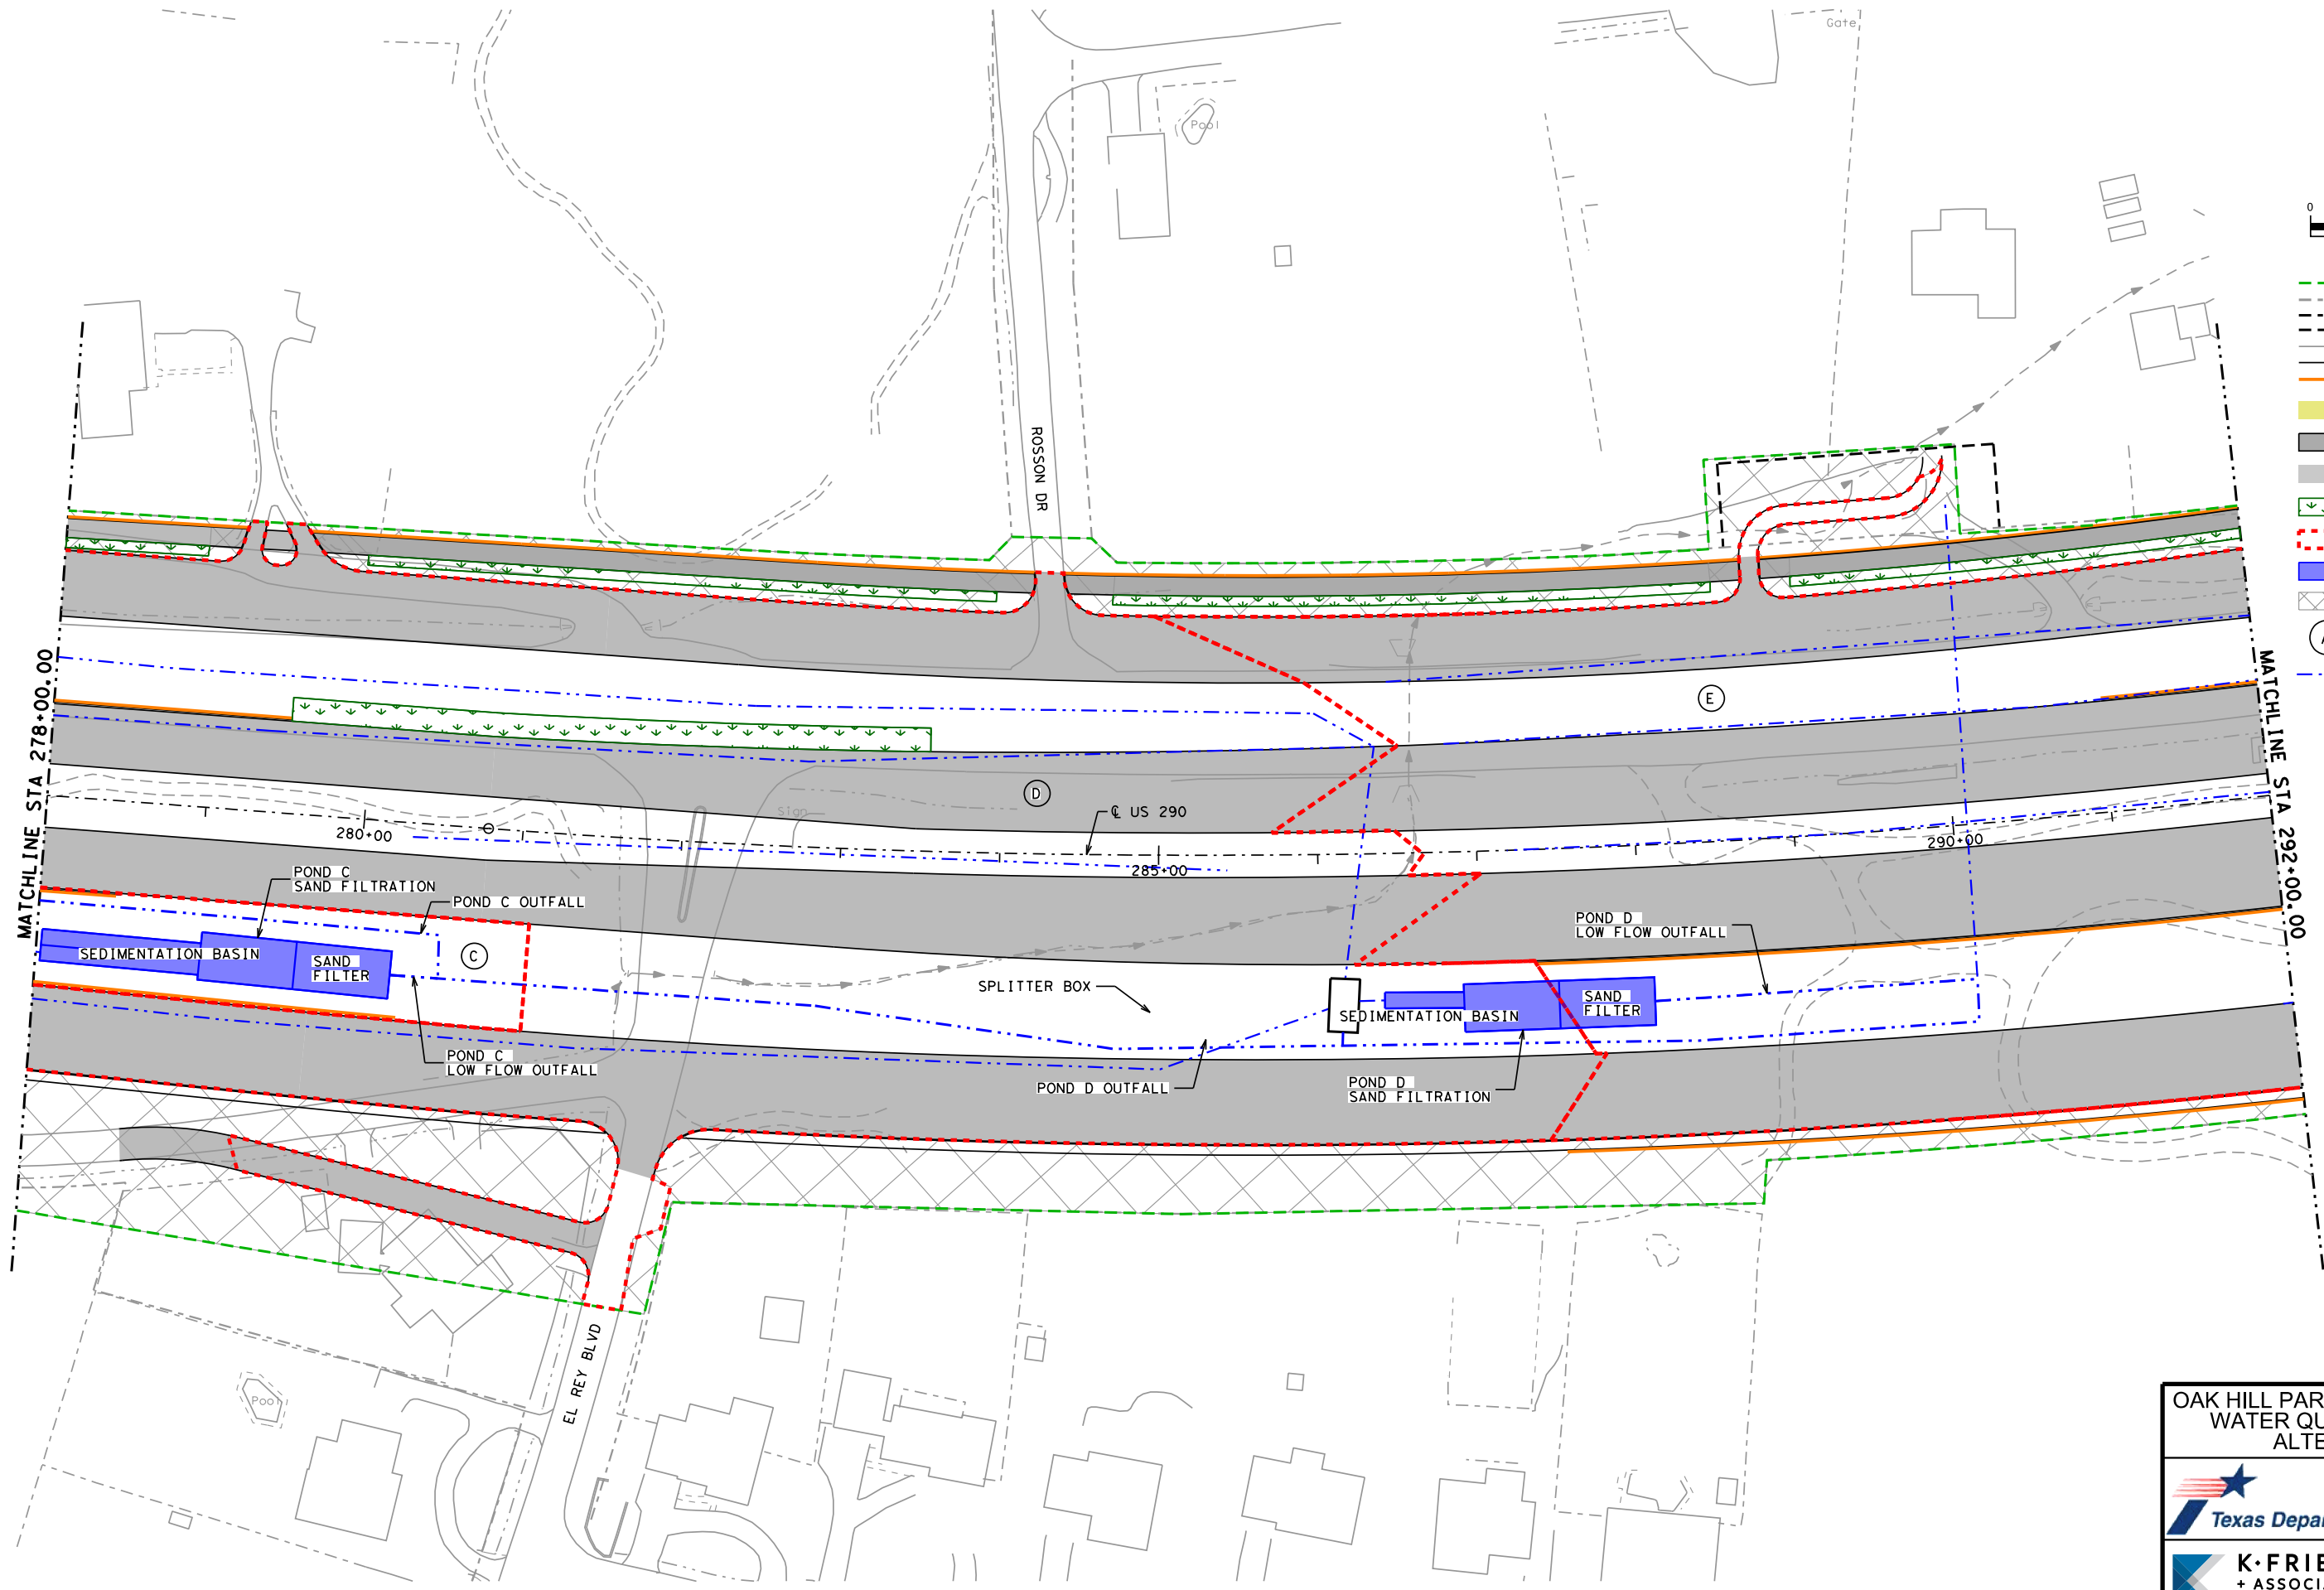 Gate
Pool
0
ROSSON DR
MATCHLINE STA 278+00.00
MATCHLINE STA 292+00.00
E
D
Sign
℄ US 290
280+00
285+00
290+00
POND C
SAND FILTRATION
POND C OUTFALL
SEDIMENTATION BASIN
SAND
FILTER
C
POND D
LOW FLOW OUTFALL
SPLITTER BOX
SEDIMENTATION BASIN
SAND
FILTER
POND C
LOW FLOW OUTFALL
POND D OUTFALL
POND D
SAND FILTRATION
EL REY BLVD
Pool
OAK HILL PAR
WATER QU
ALTE
Texas Depar
K·FRIE
+ ASSOCI